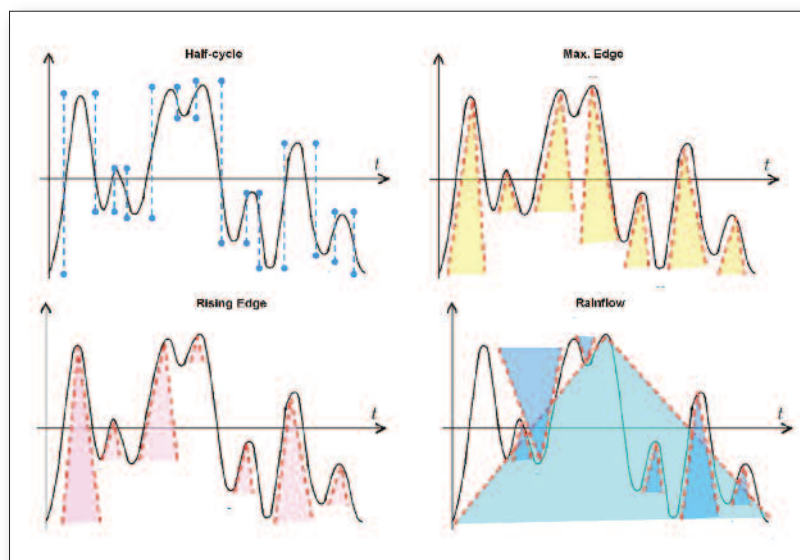 Half-cycle
Max. Edge
t
t
Rising Edge
Rainflow
t
t